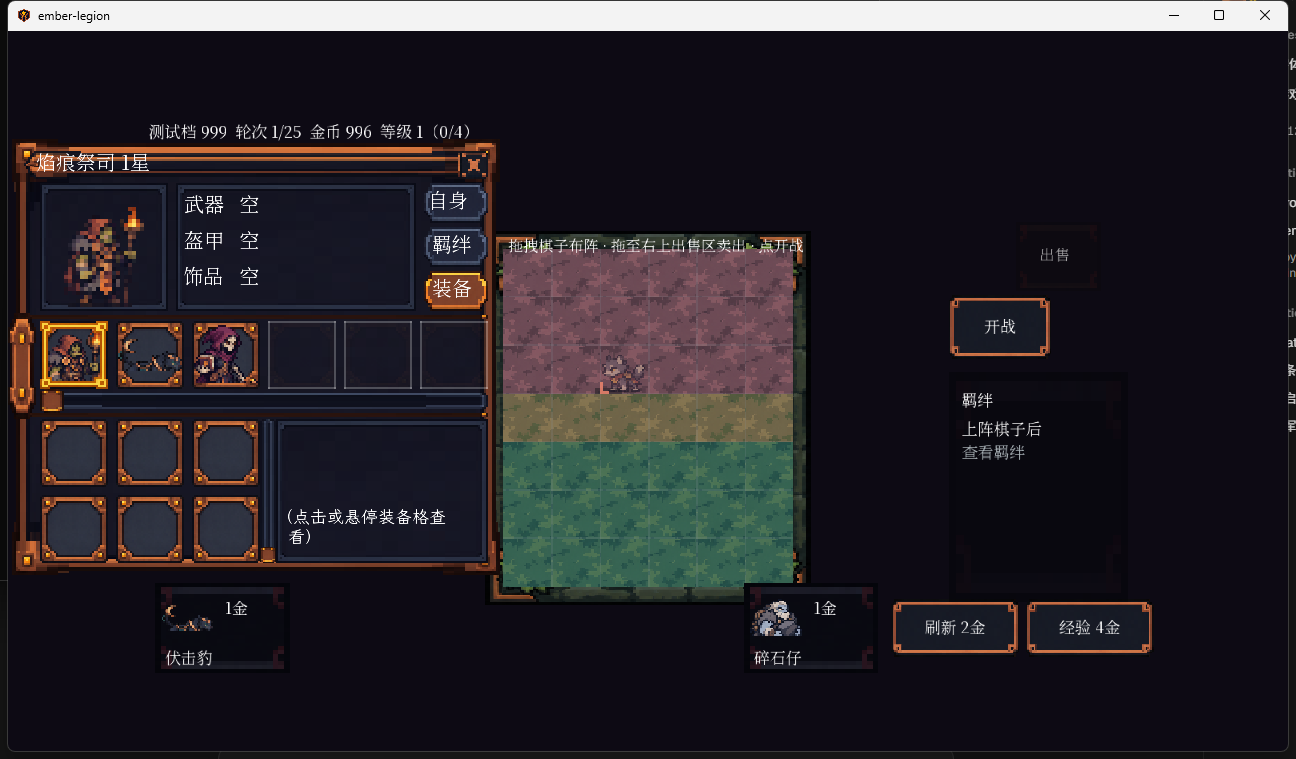 ember-legion
测试档 999 轮次 1/25 金币 996 等级 1（0/4）
焰痕祭司 1星
武器 空
盔甲 空
饰品 空
自身
羁绊
装备
(点击或悬停装备格查
看)
拖拽棋子布阵 · 拖至右上出售区卖出 · 点开战
出售
开战
羁绊
上阵棋子后
查看羁绊
1金
伏击豹
1金
碎石仔
刷新 2金
经验 4金